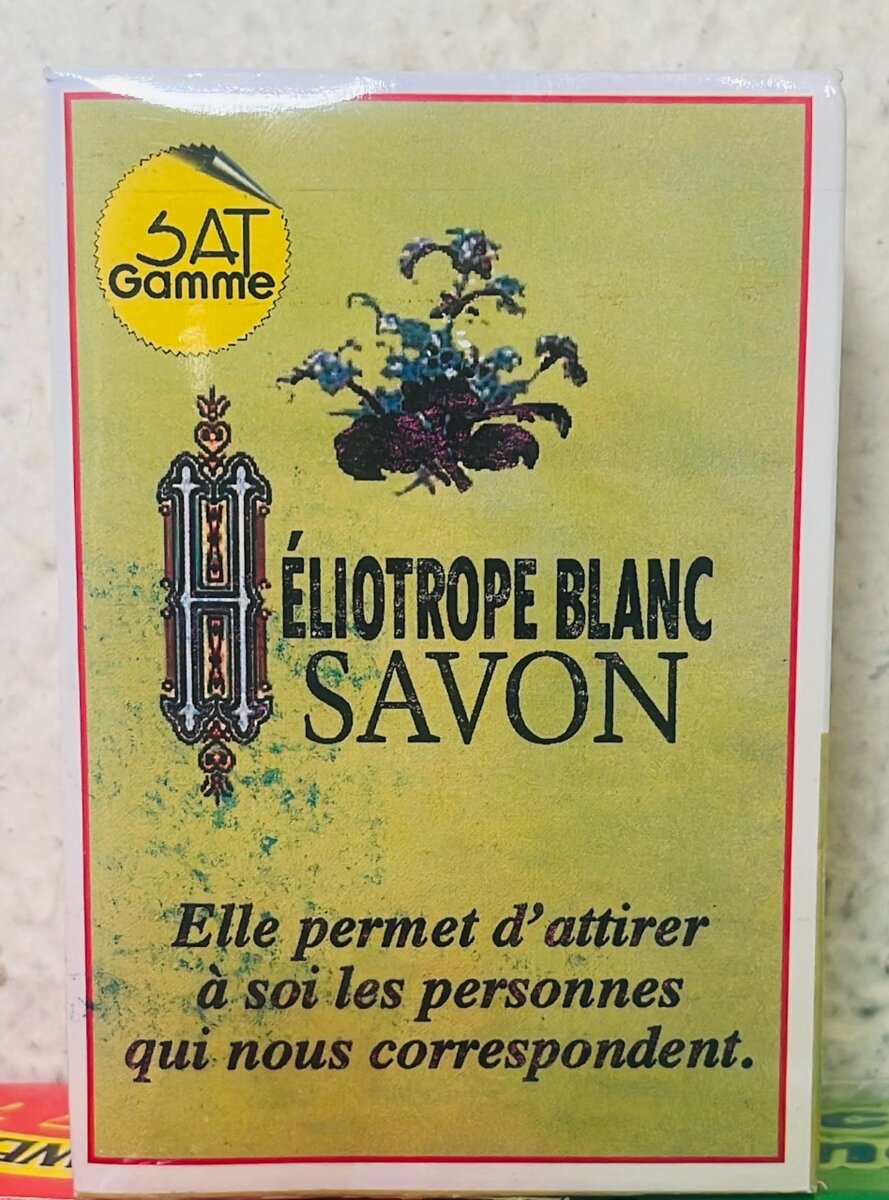 SAT
Gamme
HÉLIOTROPE BLANC
SAVON
Elle permet d'attirer
à soi les personnes
qui nous correspondent.